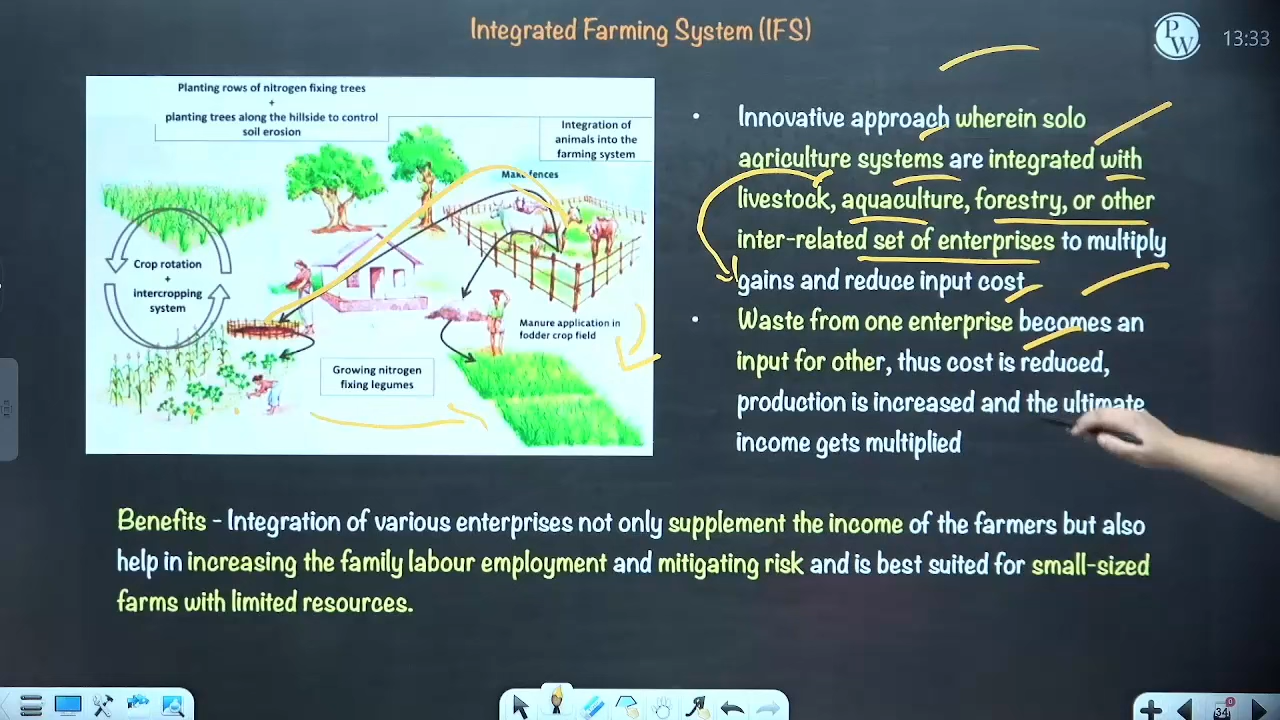 Integrated Farming System (IFS)
PW
13:33
Planting rows of nitrogen fixing trees
+
planting trees along the hillside to control
soil erosion
Integration of
animals into the
farming system
Make fences
Crop rotation
+
intercropping
system
Manure application in
fodder crop field
Growing nitrogen
fixing legumes
• Innovative approach wherein solo
agriculture systems are integrated with
livestock, aquaculture, forestry, or other
inter-related set of enterprises to multiply
gains and reduce input cost
• Waste from one enterprise becomes an
input for other, thus cost is reduced,
production is increased and the ultimate
income gets multiplied
Benefits - Integration of various enterprises not only supplement the income of the farmers but also
help in increasing the family labour employment and mitigating risk and is best suited for small-sized
farms with limited resources.